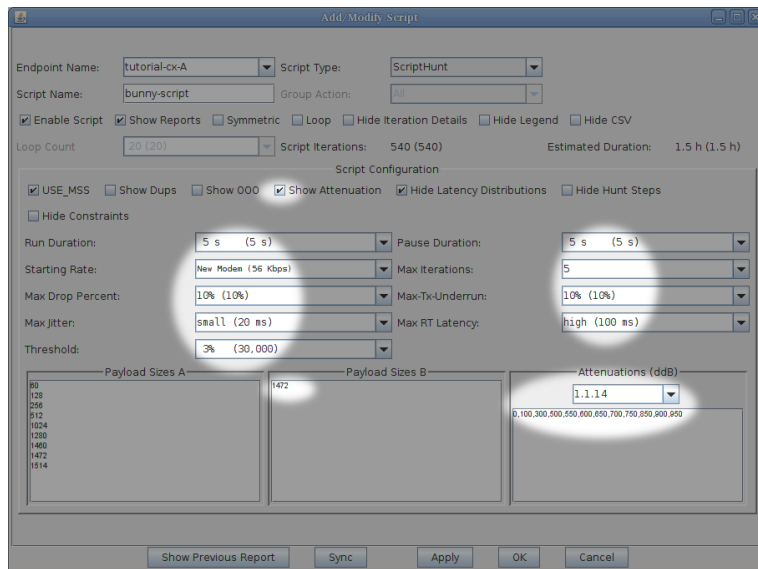 Add/Modify Script
Endpoint Name: tutorial-cx-A Script Type: ScriptHunt
Script Name: bunny-script Group Action: All
Enable Script Show Reports Symmetric Loop Hide Iteration Details Hide Legend Hide CSV
Loop Count 20 (20) Script Iterations: 540 (540) Estimated Duration: 1.5 h (1.5 h)
Script Configuration
USE_MSS Show Dups Show OOO Show Attenuation Hide Latency Distributions Hide Hunt Steps
Hide Constraints
Run Duration: 5 s (5 s) Pause Duration: 5 s (5 s)
Starting Rate: New Modem (56 Kbps) Max Iterations: 5
Max Drop Percent: 10% (10%) Max-Tx-Underrun: 10% (10%)
Max Jitter: small (20 ms) Max RT Latency: high (100 ms)
Threshold: 3% (30,000)
Payload Sizes A Payload Sizes B Attenuations (ddB)
60
128
256
512
1024
1280
1460
1472
1514
1472
1.1.14
0,100,300,500,550,600,650,700,750,850,900,950
Show Previous Report Sync Apply OK Cancel